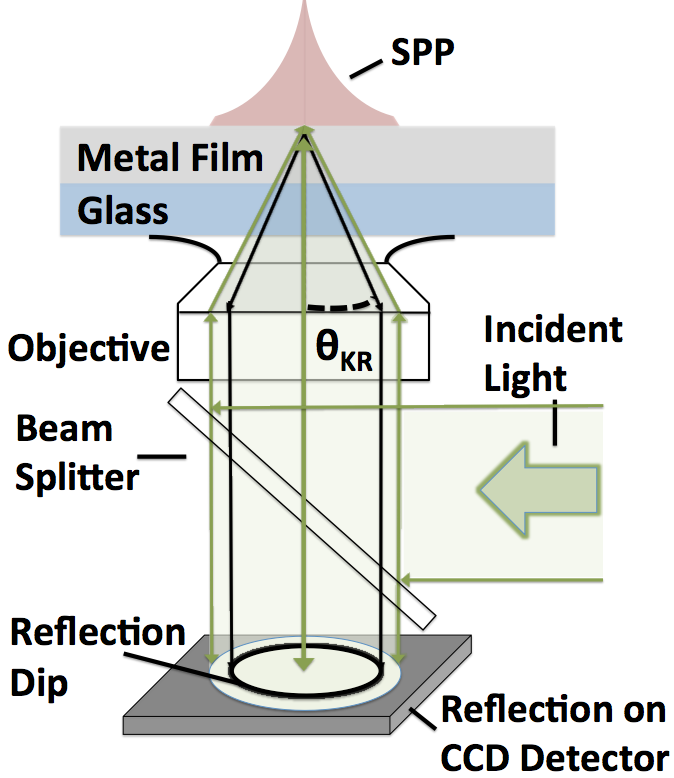 SPP
Metal Film
Glass
Objective
θKR
Incident
Light
Beam
Splitter
Reflection
Dip
Reflection on
CCD Detector